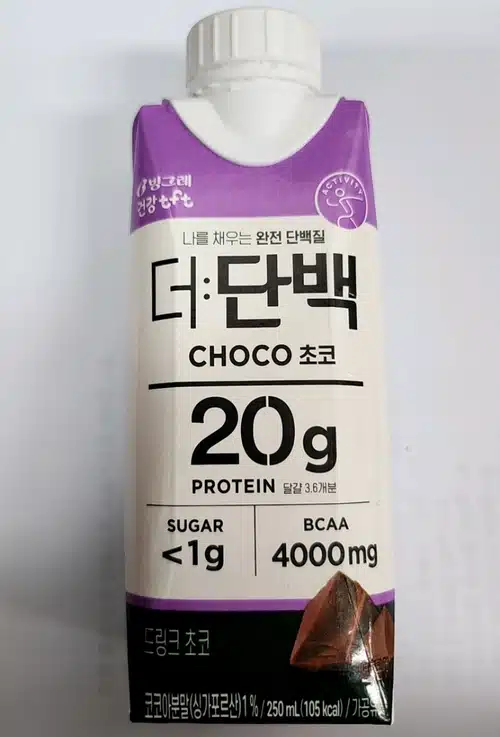 빙그레
건강tft
ACTIVITY
나를 채우는 완전 단백질
더:단백
CHOCO 초코
20g
PROTEIN 달걀 3.6개분
SUGAR
<1g
BCAA
4000mg
드링크 초코
코코아분말(싱가포르산)1% / 250 mL(105 kcal) / 가공유